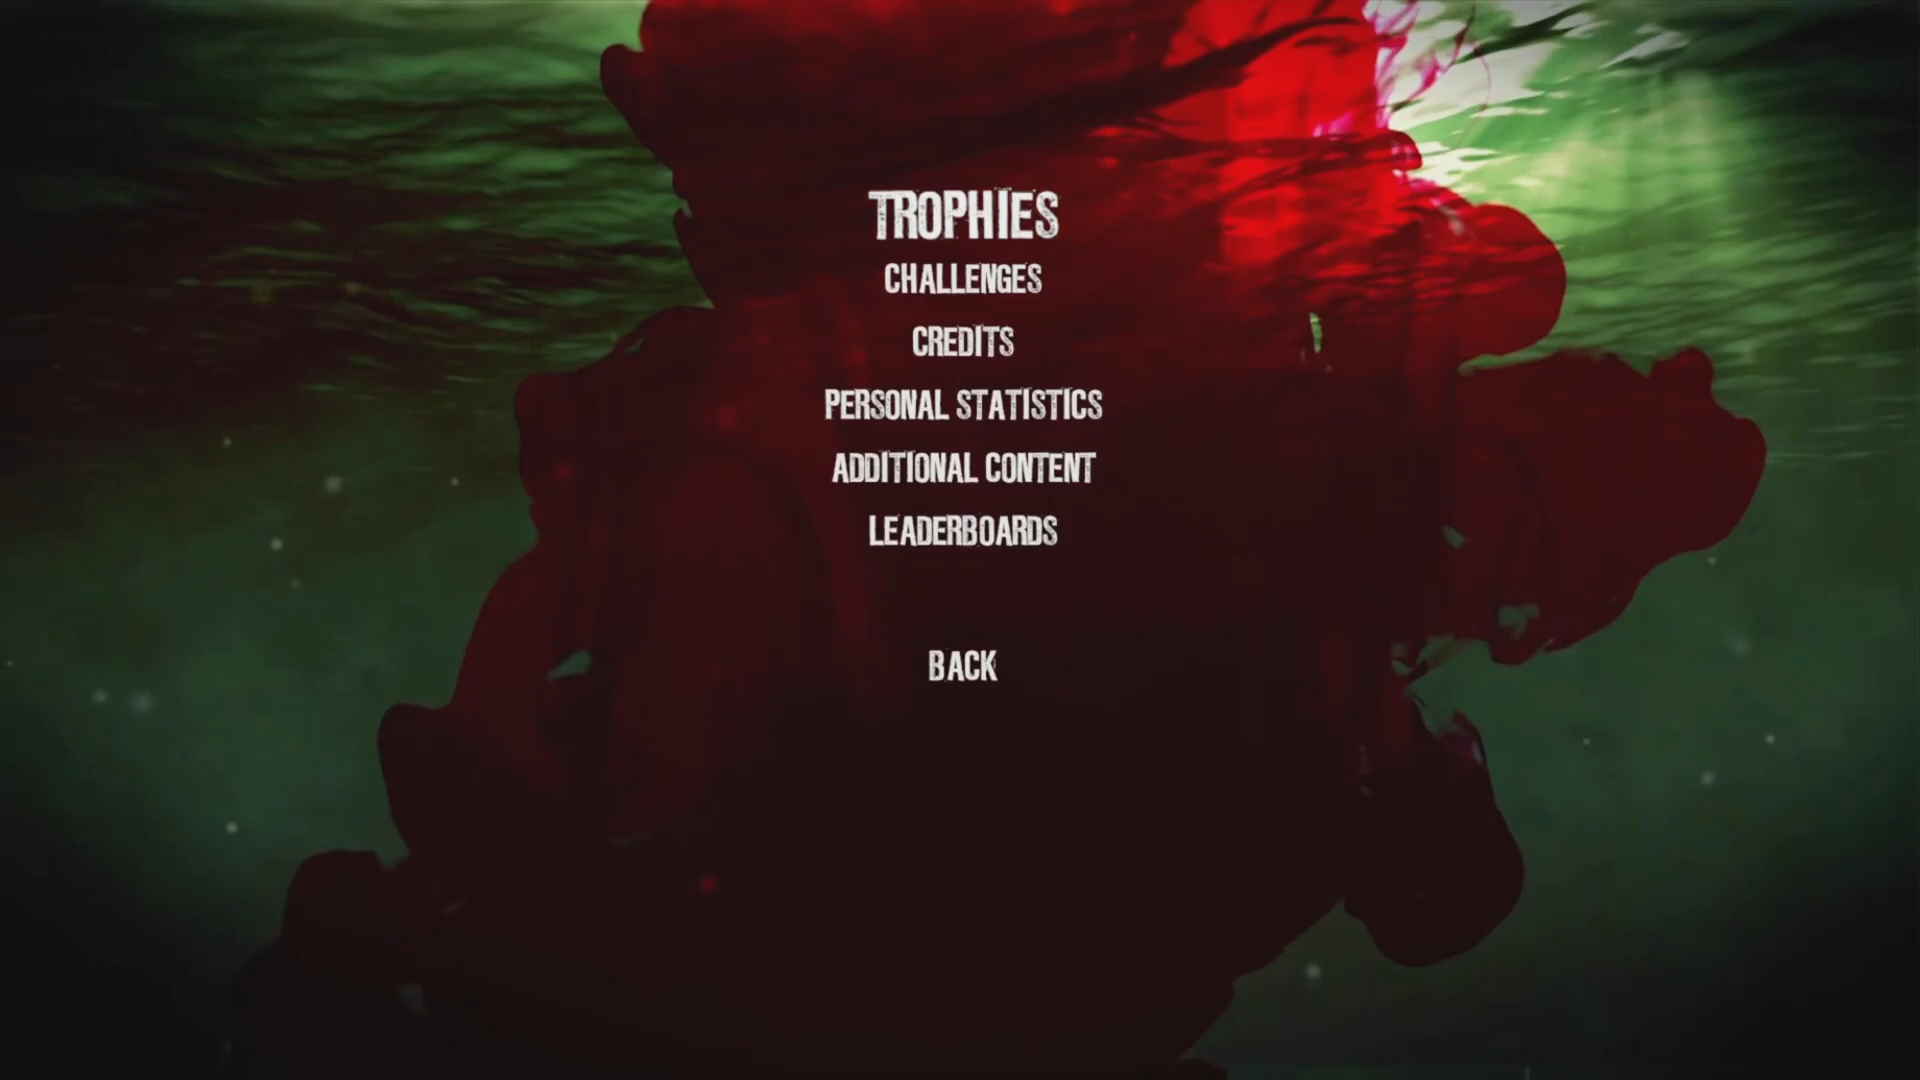 TROPHIES
CHALLENGES
CREDITS
PERSONAL STATISTICS
ADDITIONAL CONTENT
LEADERBOARDS
BACK